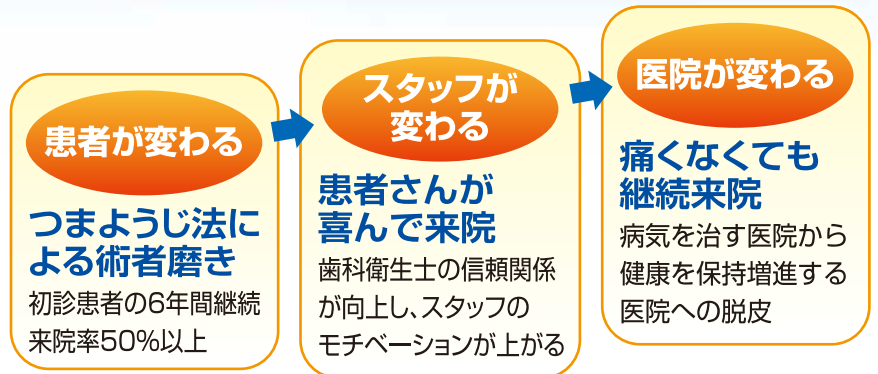 患者が変わる
つまようじ法に
よる術者磨き
初診患者の6年間継続
来院率50%以上
スタッフが
変わる
患者さんが
喜んで来院
歯科衛生士の信頼関係
が向上し、スタッフの
モチベーションが上がる
医院が変わる
痛くなくても
継続来院
病気を治す医院から
健康を保持増進する
医院への脱皮